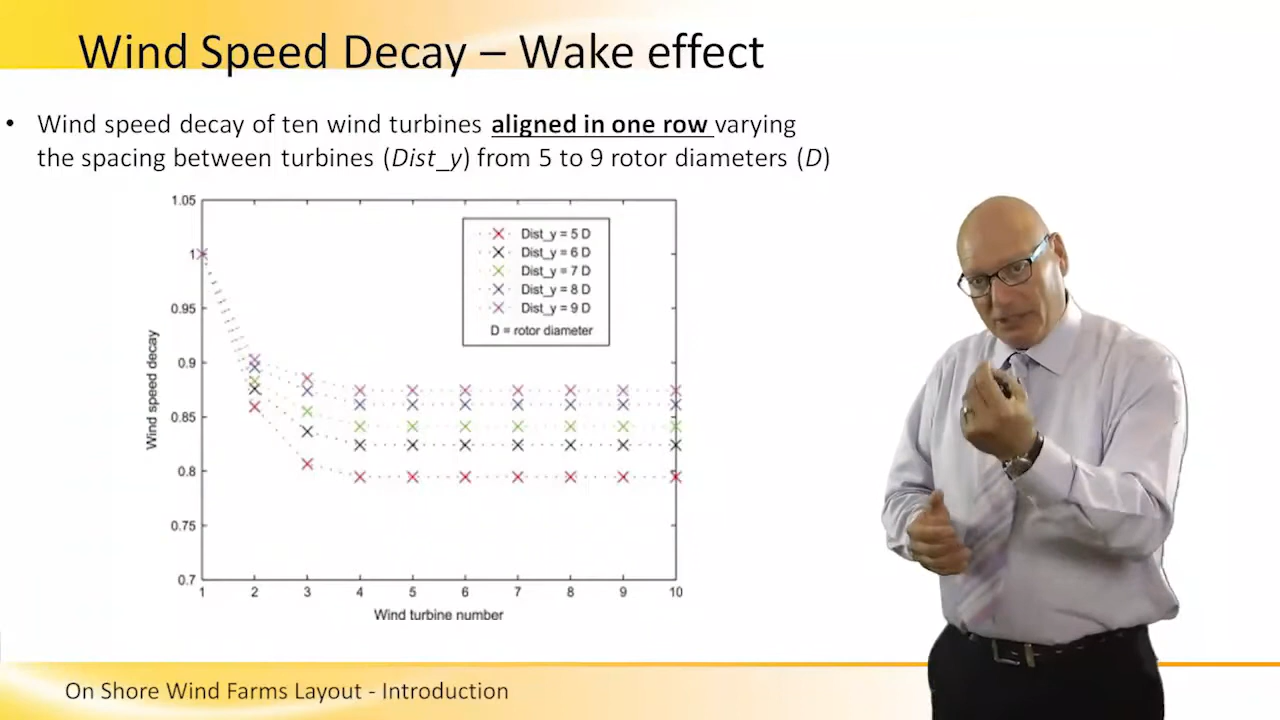 Wind Speed Decay – Wake effect
• Wind speed decay of ten wind turbines aligned in one row varying
the spacing between turbines (Dist_y) from 5 to 9 rotor diameters (D)
1.05
1
0.95
0.9
0.85
0.8
0.75
0.7
Wind speed decay
Dist_y = 5 D
Dist_y = 6 D
Dist_y = 7 D
Dist_y = 8 D
Dist_y = 9 D
D = rotor diameter
1 2 3 4 5 6 7 8 9 10
Wind turbine number
On Shore Wind Farms Layout - Introduction